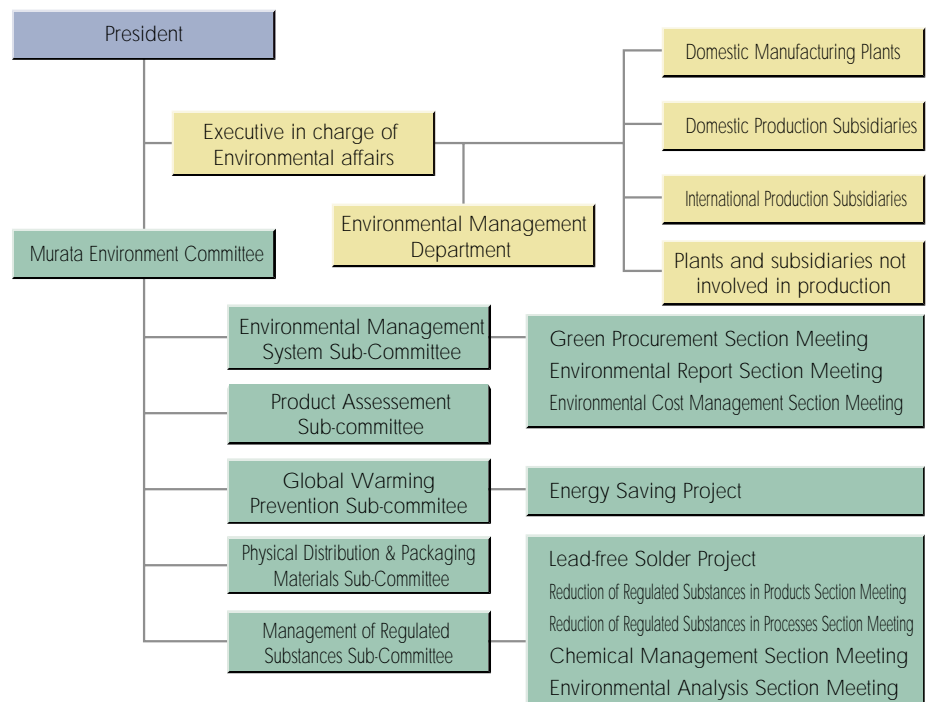 President
Executive in charge of
Environmental affairs
Environmental Management
Department
Domestic Manufacturing Plants
Domestic Production Subsidiaries
International Production Subsidiaries
Plants and subsidiaries not
involved in production
Murata Environment Committee
Environmental Management
System Sub-Committee
Green Procurement Section Meeting
Environmental Report Section Meeting
Environmental Cost Management Section Meeting
Product Assessement
Sub-committee
Global Warming
Prevention Sub-commitee
Energy Saving Project
Physical Distribution & Packaging
Materials Sub-Committee
Management of Regulated
Substances Sub-Committee
Lead-free Solder Project
Reduction of Regulated Substances in Products Section Meeting
Reduction of Regulated Substances in Processes Section Meeting
Chemical Management Section Meeting
Environmental Analysis Section Meeting